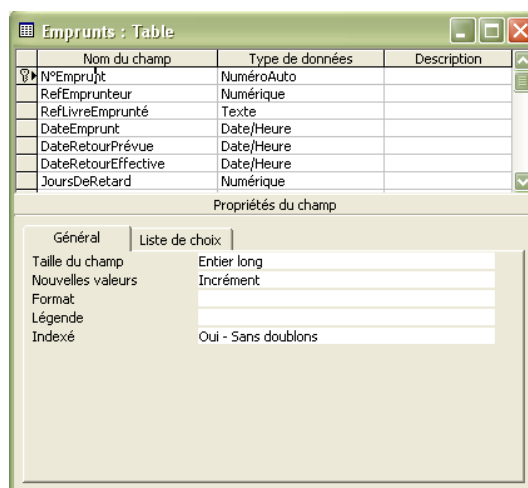 Emprunts : Table
Nom du champ Type de données Description
N°Emprunt NuméroAuto
RefEmprunteur Numérique
RefLivreEmprunté Texte
DateEmprunt Date/Heure
DateRetourPrévue Date/Heure
DateRetourEffective Date/Heure
JoursDeRetard Numérique
Propriétés du champ
Général Liste de choix
Taille du champ Entier long
Nouvelles valeurs Incrément
Format
Légende
Indexé Oui - Sans doublons